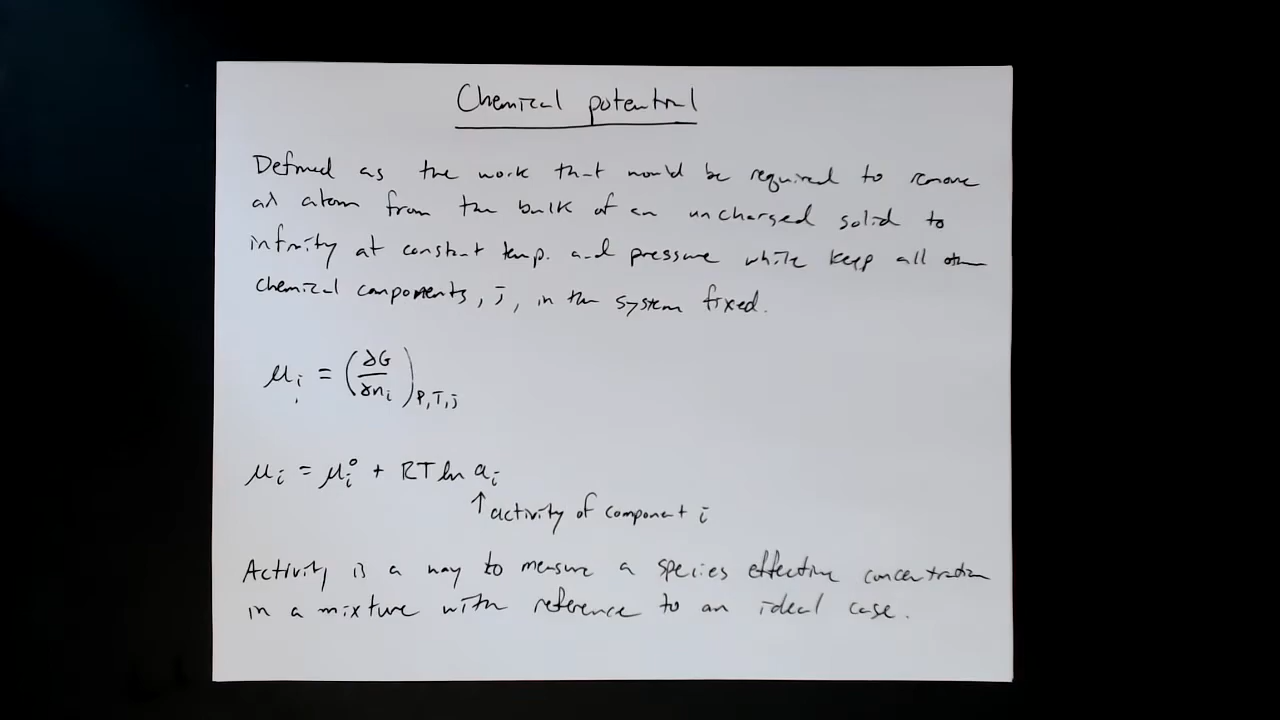 Chemical potential
Defined as the work that would be required to remove
an atom from the bulk of an uncharged solid to
infinity at constant temp. and pressure while keep all other
chemical components, j, in the system fixed.
μᵢ = (∂G/∂nᵢ)P,T,j
μᵢ = μᵢ° + RT ln aᵢ
↑ activity of component i
Activity is a way to measure a species effective concentration
in a mixture with reference to an ideal case.